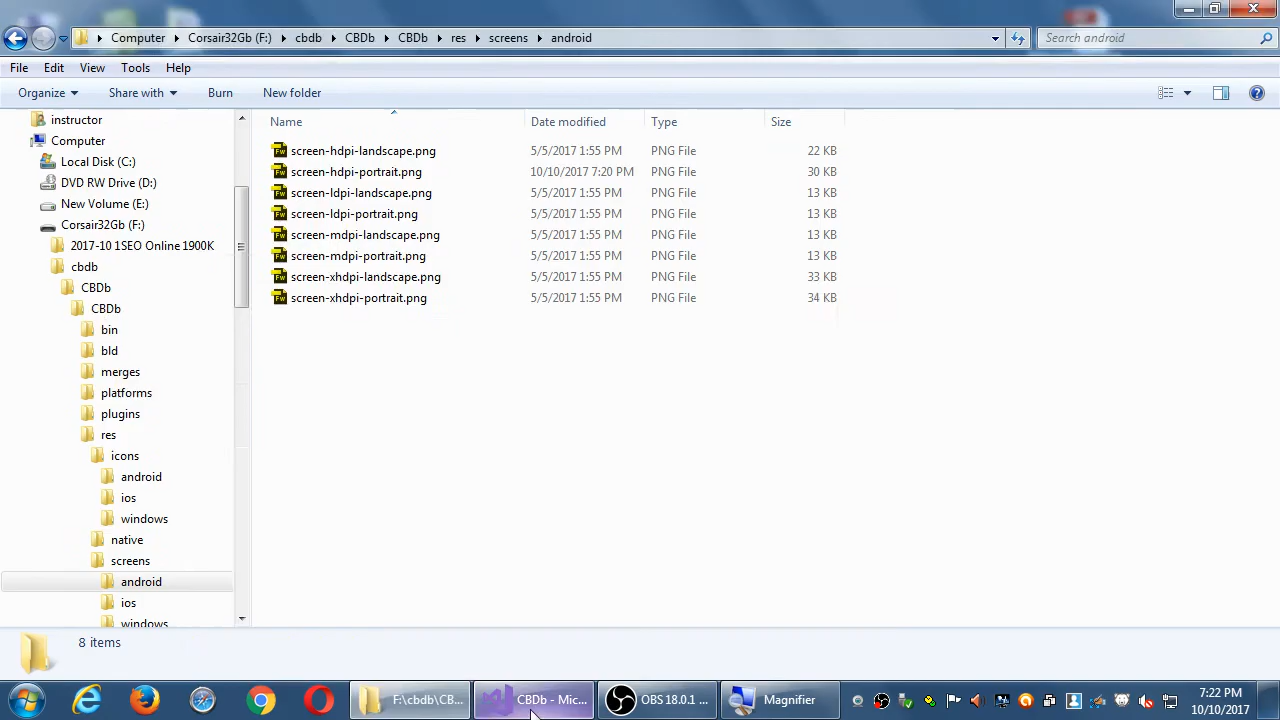 Computer Corsair32Gb (F:) cbdb CBDb CBDb res screens android
Search android
File Edit View Tools Help
Organize Share with Burn New folder
Name Date modified Type Size
instructor
Computer
Local Disk (C:)
DVD RW Drive (D:)
New Volume (E:)
Corsair32Gb (F:)
2017-10 1SEO Online 1900K
cbdb
CBDb
CBDb
bin
bld
merges
platforms
plugins
res
icons
android
ios
windows
native
screens
android
ios
windows
screen-hdpi-landscape.png 5/5/2017 1:55 PM PNG File 22 KB
screen-hdpi-portrait.png 10/10/2017 7:20 PM PNG File 30 KB
screen-ldpi-landscape.png 5/5/2017 1:55 PM PNG File 13 KB
screen-ldpi-portrait.png 5/5/2017 1:55 PM PNG File 13 KB
screen-mdpi-landscape.png 5/5/2017 1:55 PM PNG File 13 KB
screen-mdpi-portrait.png 5/5/2017 1:55 PM PNG File 13 KB
screen-xhdpi-landscape.png 5/5/2017 1:55 PM PNG File 33 KB
screen-xhdpi-portrait.png 5/5/2017 1:55 PM PNG File 34 KB
8 items
F:\cbdb\CB... CBDb - Mic... OBS 18.0.1 ... Magnifier
7:22 PM
10/10/2017